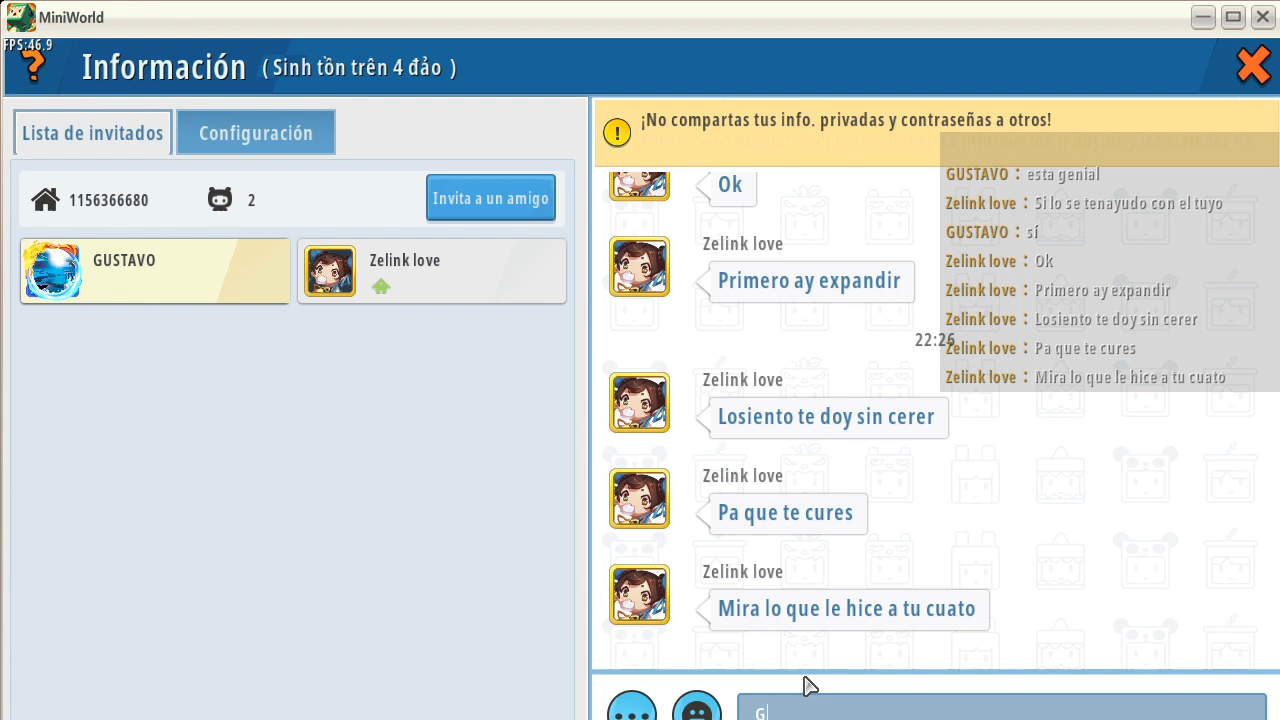 MiniWorld
FPS:46.9
Información ( Sinh tồn trên 4 đảo )
Lista de invitados
Configuración
1156366680
2
Invita a un amigo
GUSTAVO
Zelink love
¡No compartas tus info. privadas y contraseñas a otros!
Ok
Zelink love
Primero ay expandir
22:26
Zelink love
Losiento te doy sin cerer
Zelink love
Pa que te cures
Zelink love
Mira lo que le hice a tu cuato
GUSTAVO : esta genial
Zelink love : Si lo se tenayudo con el tuyo
GUSTAVO : sí
Zelink love : Ok
Zelink love : Primero ay expandir
Zelink love : Losiento te doy sin cerer
Zelink love : Pa que te cures
Zelink love : Mira lo que le hice a tu cuato
G